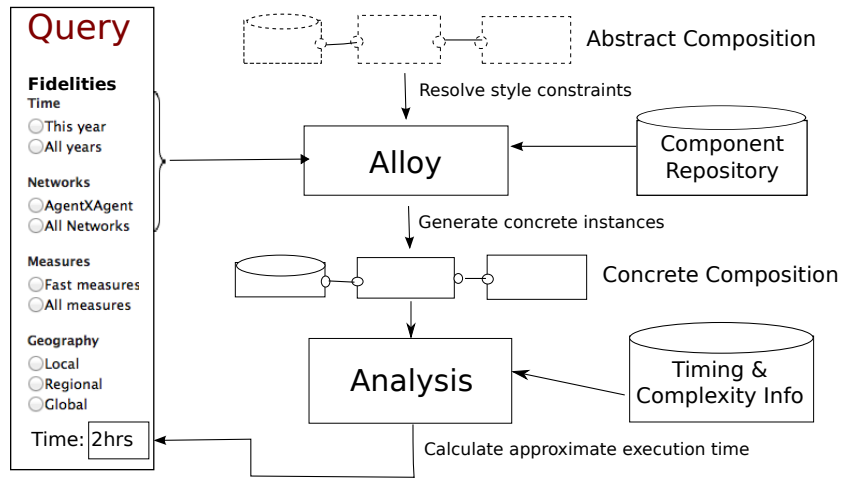 Query
Fidelities
Time
This year
All years
Networks
AgentXAgent
All Networks
Measures
Fast measures
All measures
Geography
Local
Regional
Global
Time: 2hrs
Abstract Composition
Resolve style constraints
Alloy
Component
Repository
Generate concrete instances
Concrete Composition
Analysis
Timing &
Complexity Info
Calculate approximate execution time